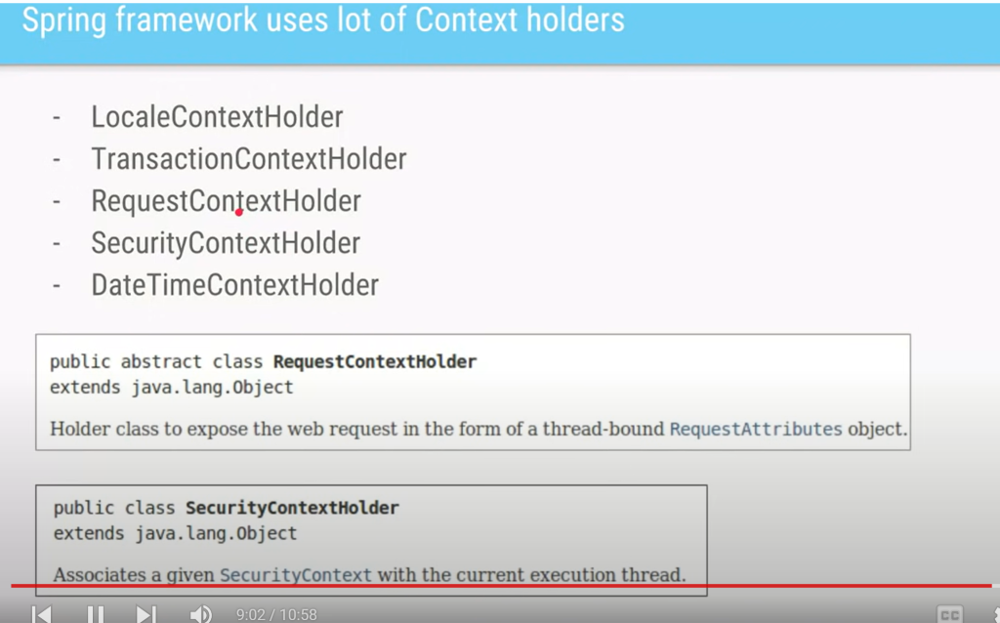 Spring framework uses lot of Context holders
- LocaleContextHolder
- TransactionContextHolder
- RequestContextHolder
- SecurityContextHolder
- DateTimeContextHolder
public abstract class RequestContextHolder
extends java.lang.Object
Holder class to expose the web request in the form of a thread-bound RequestAttributes object.
public class SecurityContextHolder
extends java.lang.Object
Associates a given SecurityContext with the current execution thread.
9:02 / 10:58
CC